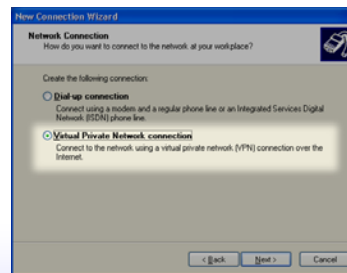 New Connection Wizard
Network Connection
How do you want to connect to the network at your workplace?
Create the following connection:
Dial-up connection
Connect using a modem and a regular phone line or an Integrated Services Digital
Network (ISDN) phone line.
Virtual Private Network connection
Connect to the network using a virtual private network (VPN) connection over the
Internet.
< Back Next > Cancel